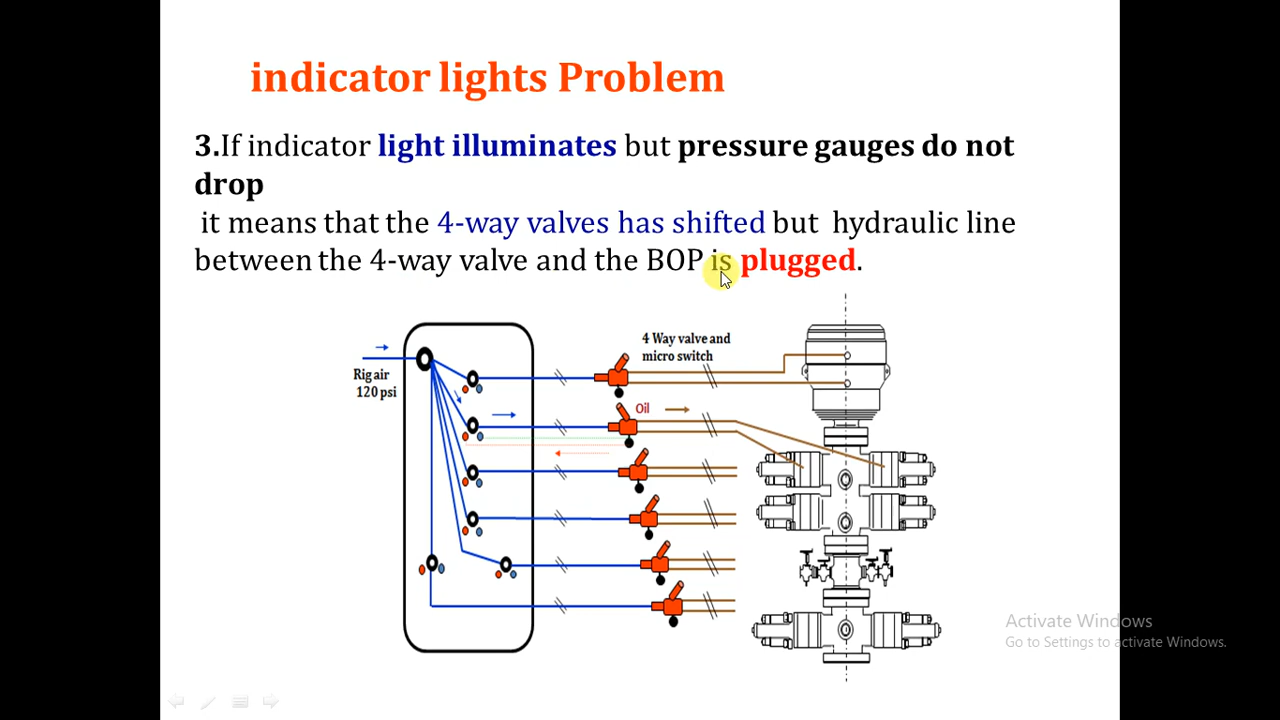 indicator lights Problem
3.If indicator light illuminates but pressure gauges do not
drop
it means that the 4-way valves has shifted but hydraulic line
between the 4-way valve and the BOP is plugged.
4 Way valve and
micro switch
Rig air
120 psi
Oil
Activate Windows
Go to Settings to activate Windows.